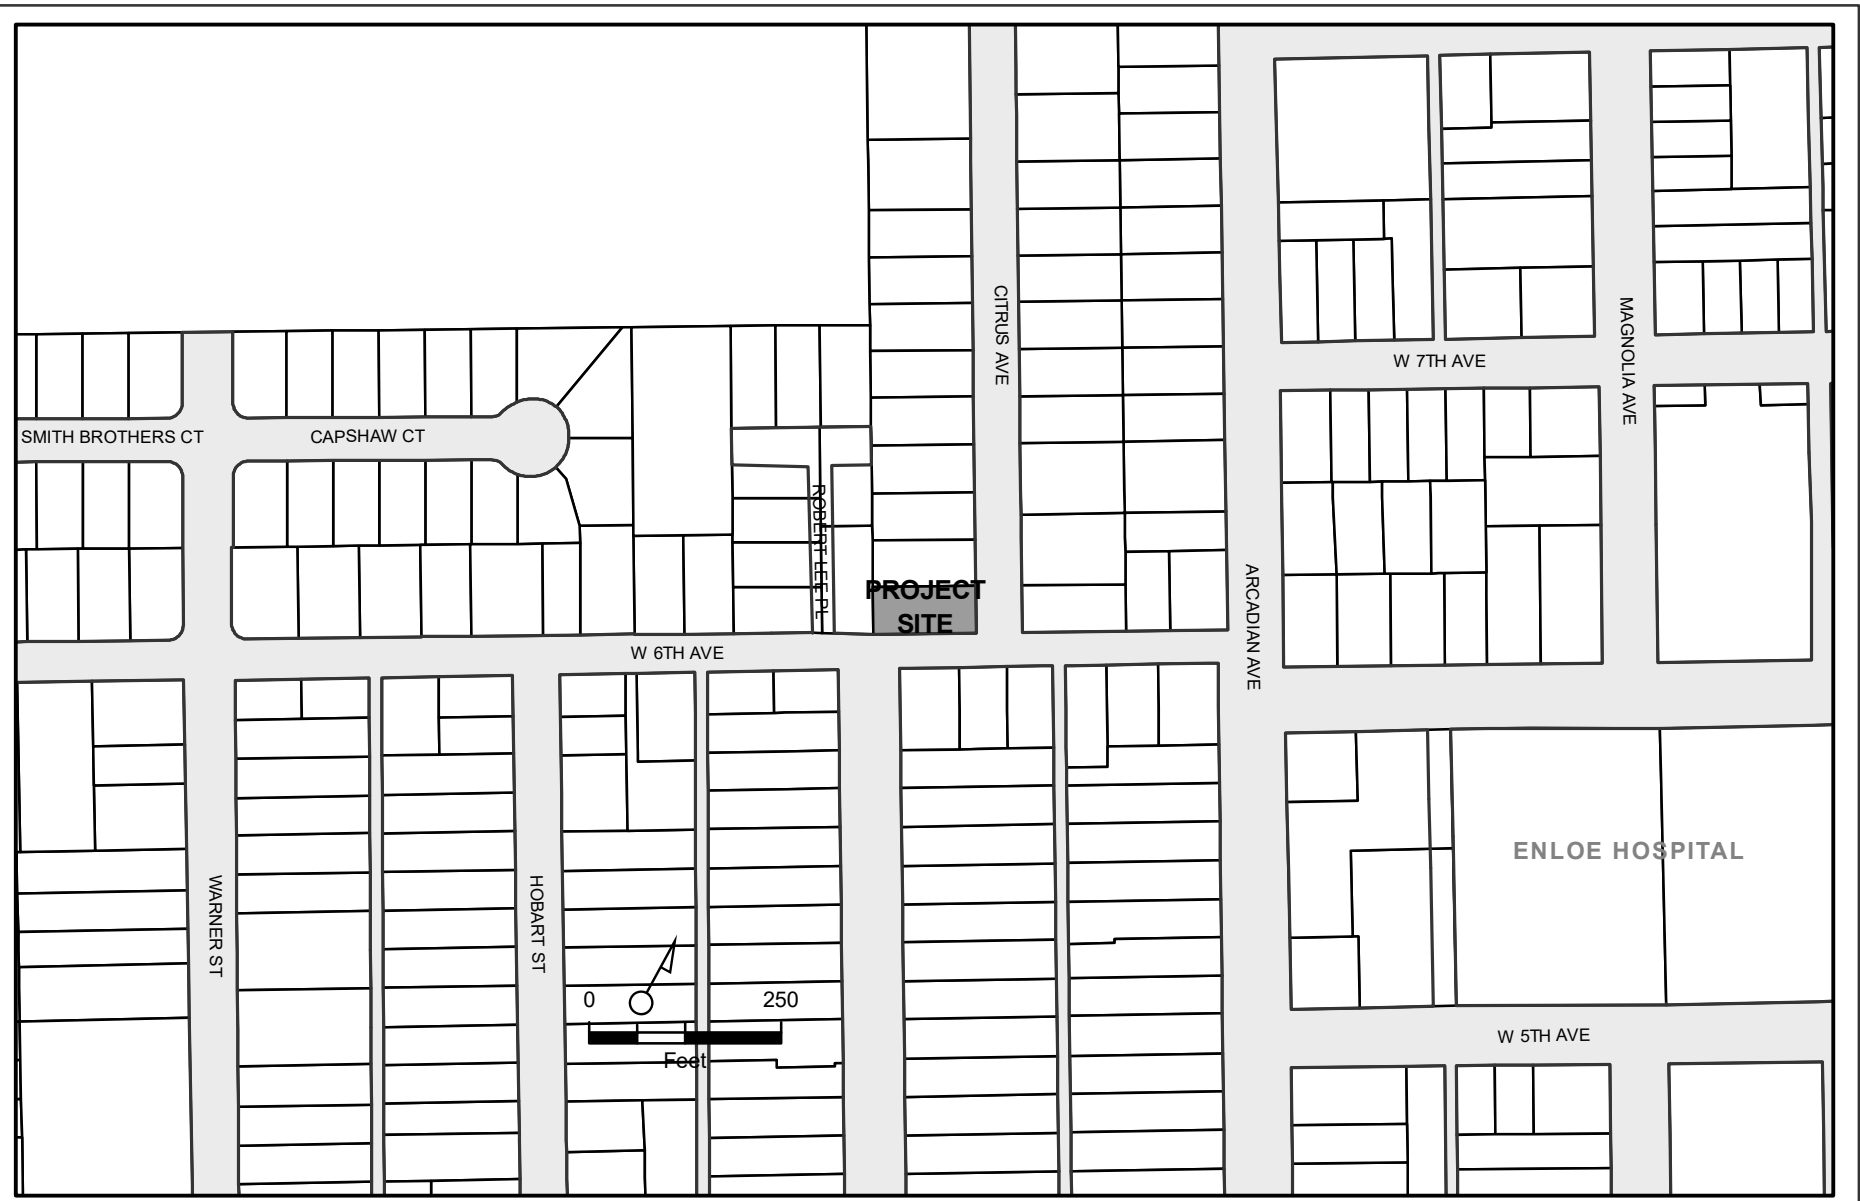 CITRUS AVE
MAGNOLIA AVE
W 7TH AVE
SMITH BROTHERS CT
CAPSHAW CT
ROBERT LEE PL
PROJECT
SITE
ARCADIAN AVE
W 6TH AVE
ENLOE HOSPITAL
WARNER ST
HOBART ST
0 250
Feet
W 5TH AVE